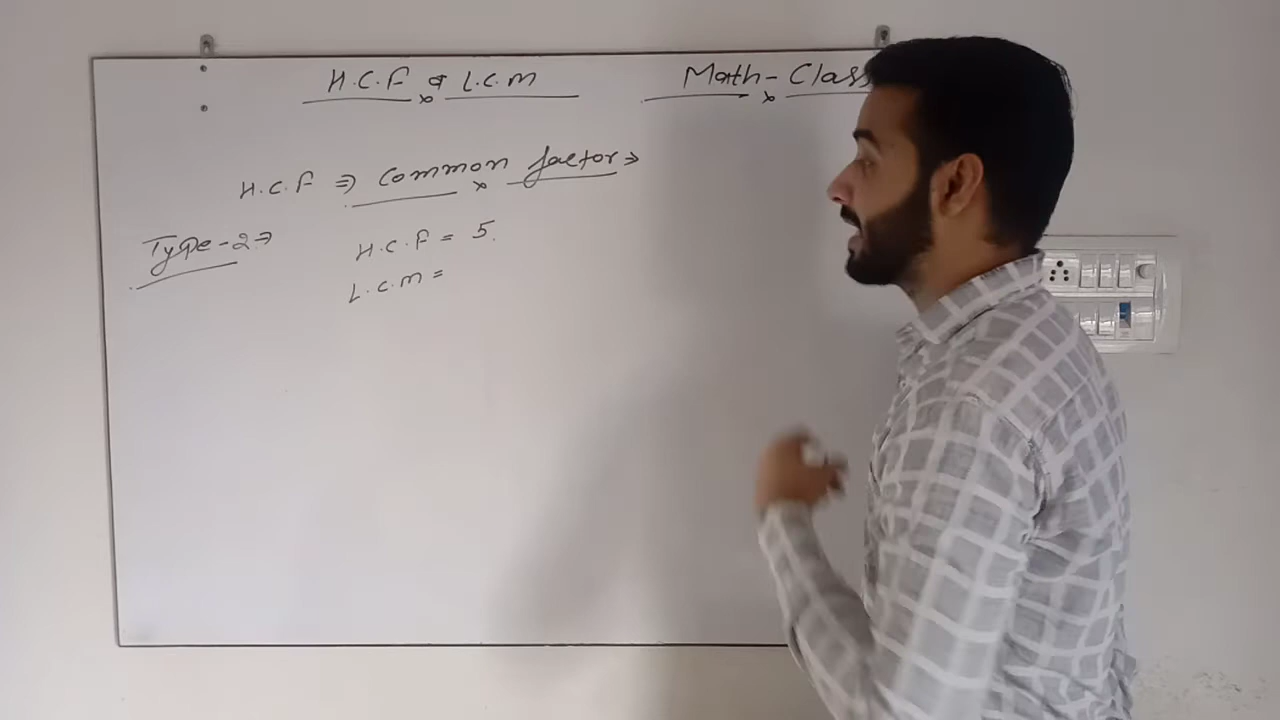 H.C.F & L.C.M
Math - Class
H.C.F ⇒ Common factor →
Type - 2 →
H.C.F = 5.
L.C.M =